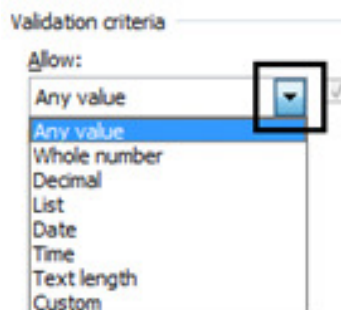 Validation criteria
Allow:
Any value
Any value
Whole number
Decimal
List
Date
Time
Text length
Custom